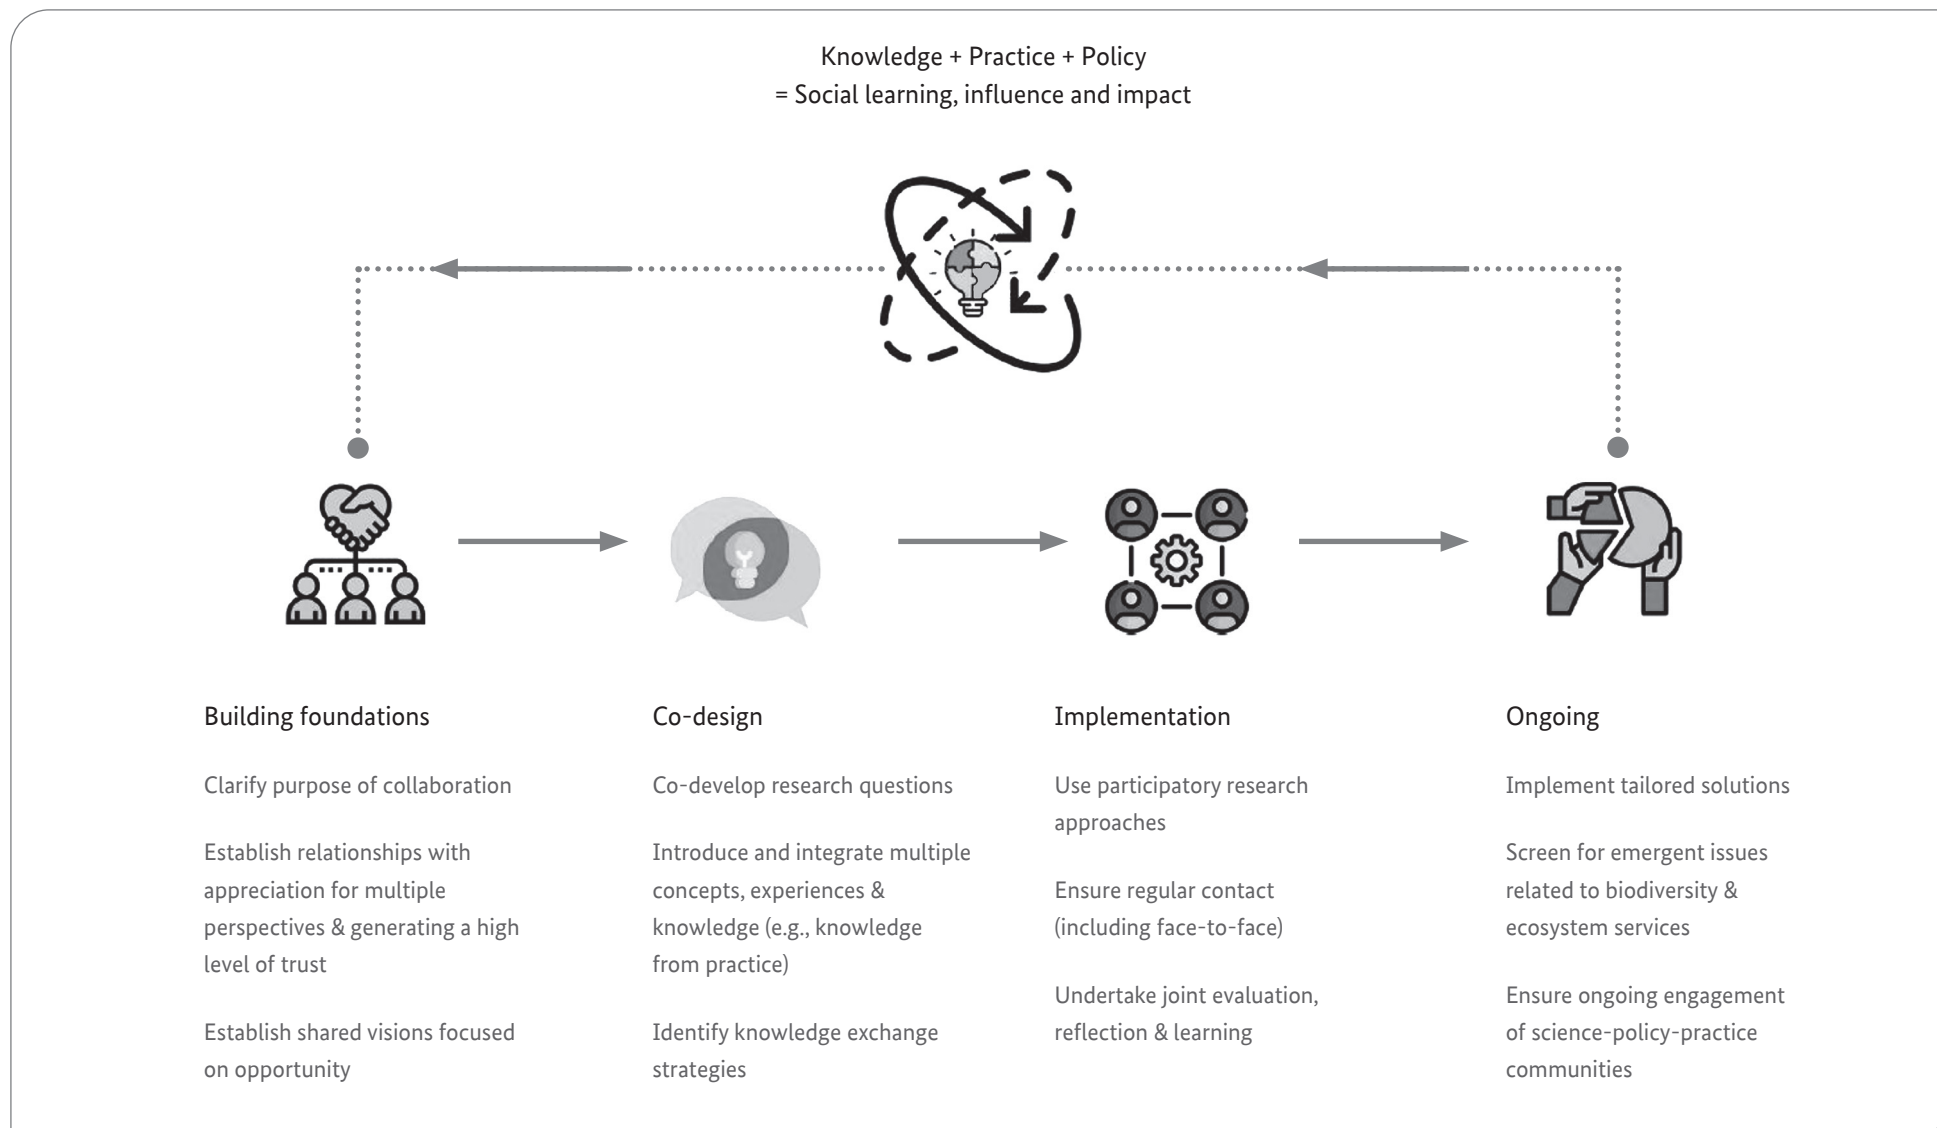 Knowledge + Practice + Policy
= Social learning, influence and impact
Building foundations
Clarify purpose of collaboration
Establish relationships with
appreciation for multiple
perspectives & generating a high
level of trust
Establish shared visions focused
on opportunity
Co-design
Co-develop research questions
Introduce and integrate multiple
concepts, experiences &
knowledge (e.g., knowledge
from practice)
Identify knowledge exchange
strategies
Implementation
Use participatory research
approaches
Ensure regular contact
(including face-to-face)
Undertake joint evaluation,
reflection & learning
Ongoing
Implement tailored solutions
Screen for emergent issues
related to biodiversity &
ecosystem services
Ensure ongoing engagement
of science-policy-practice
communities